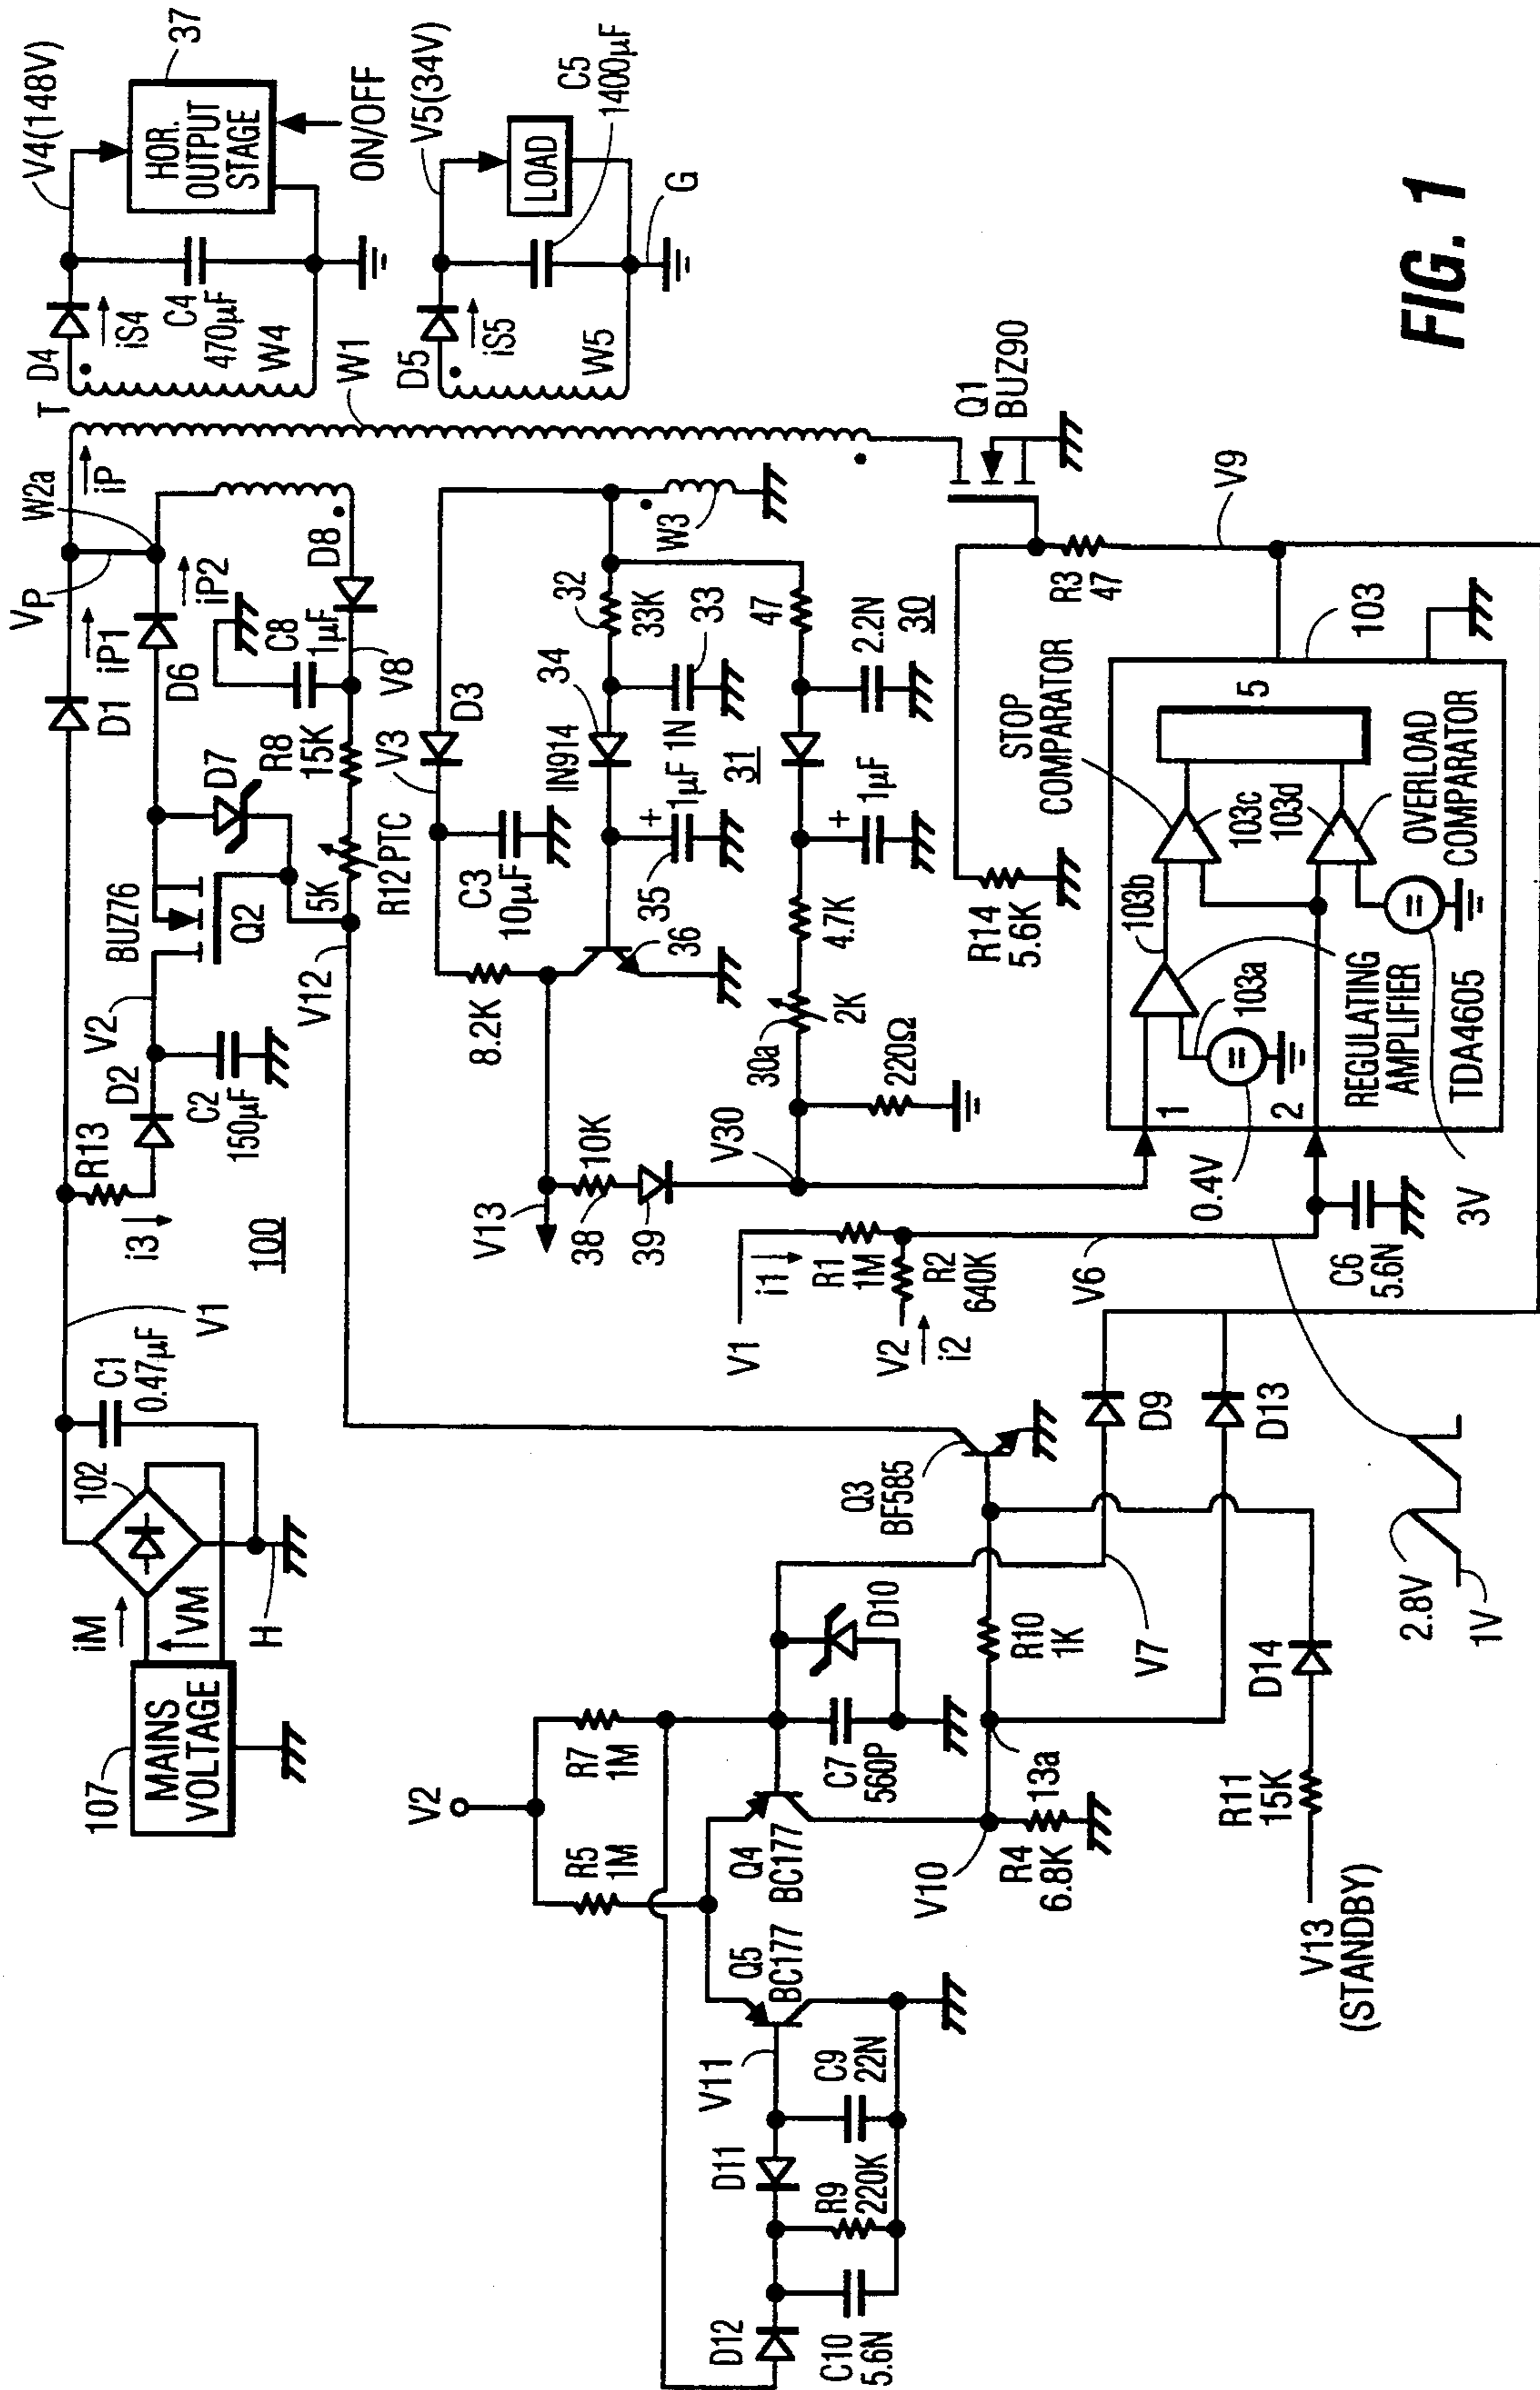 107
MAINS
VOLTAGE
iM
VM
H
102
C1
0.47µF
V1
100
i3
R13
D2
C2
150µF
V2
V12
BUZ76
Q2
D7
5K
R12 PTC
R8
15K
D1
VP
iP1
D6
iP2
C8
1µF
V8
W2a
iP
D8
T
W1
D4
iS4
C4
470µF
W4
V4(148V)
HOR.
OUTPUT
STAGE
37
ON/OFF
D5
iS5
W5
V5(34V)
LOAD
C5
1400µF
G
D3
V3
C3
10µF
8.2K
36
IN914
34
32
33K
33
1N
35
+
1µF
31
W3
V13
38
10K
39
V30
30a
2K
4.7K
220Ω
+
1µF
47
2.2N
30
Q1
BUZ90
R3
47
V9
R14
5.6K
STOP
COMPARATOR
103
5
103c
103d
OVERLOAD
COMPARATOR
103b
103a
REGULATING
AMPLIFIER
TDA4605
=
=
1
2
0.4V
3V
V1
i1
R1
1M
V2
i2
R2
640K
V6
C6
5.6N
Q3
BF585
D9
D13
V2
R5
1M
R7
1M
Q4
BC177
Q5
BC177
V11
D11
C9
22N
R9
220K
D12
C10
5.6N
C7
560P
D10
V10
R4
6.8K
13a
R10
1K
V7
D14
R11
15K
V13
(STANDBY)
2.8V
1V
FIG. 1